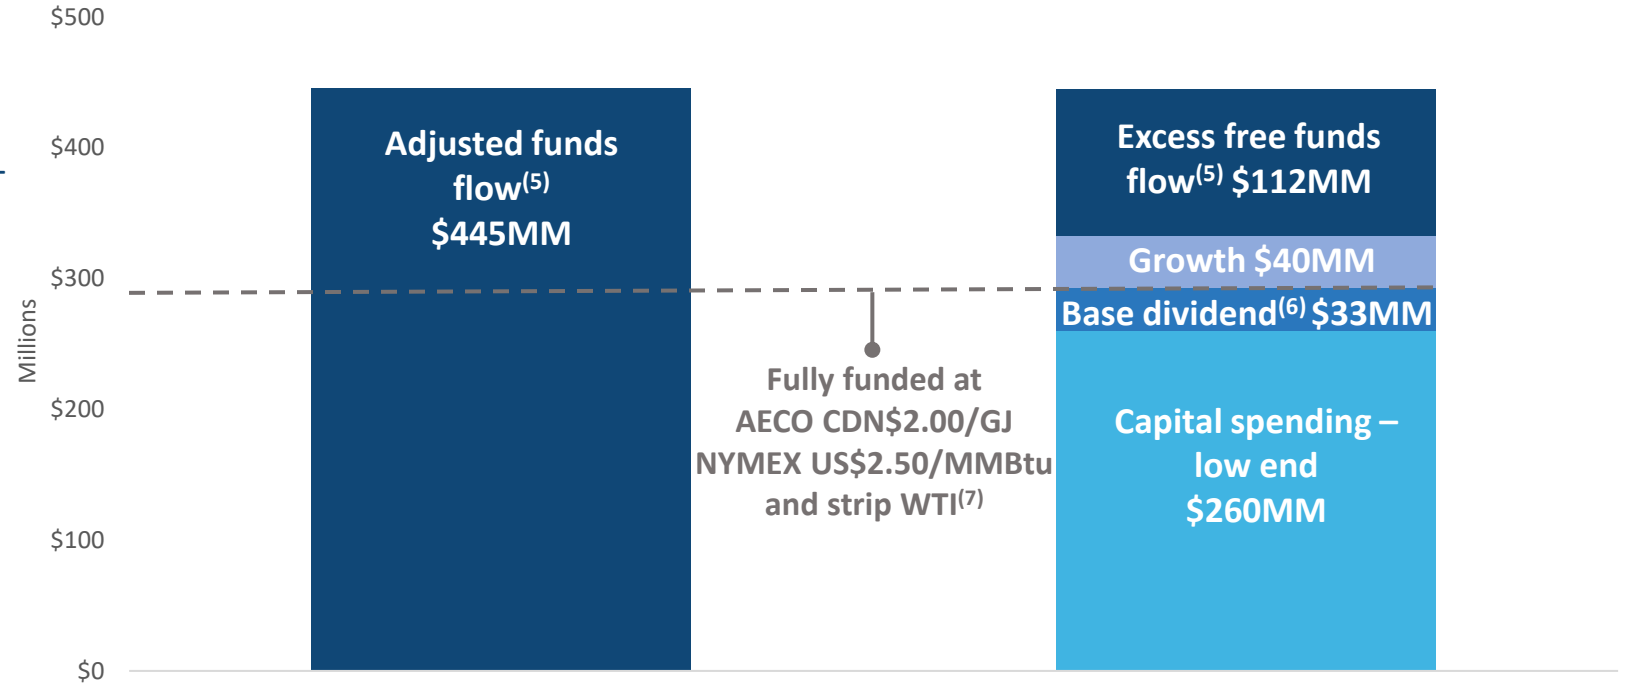 $500
$400
$300
$200
$100
$0
Millions
Adjusted funds
flow(5)
$445MM
Fully funded at
AECO CDN$2.00/GJ
NYMEX US$2.50/MMBtu
and strip WTI(7)
Excess free funds
flow(5) $112MM
Growth $40MM
Base dividend(6) $33MM
Capital spending –
low end
$260MM